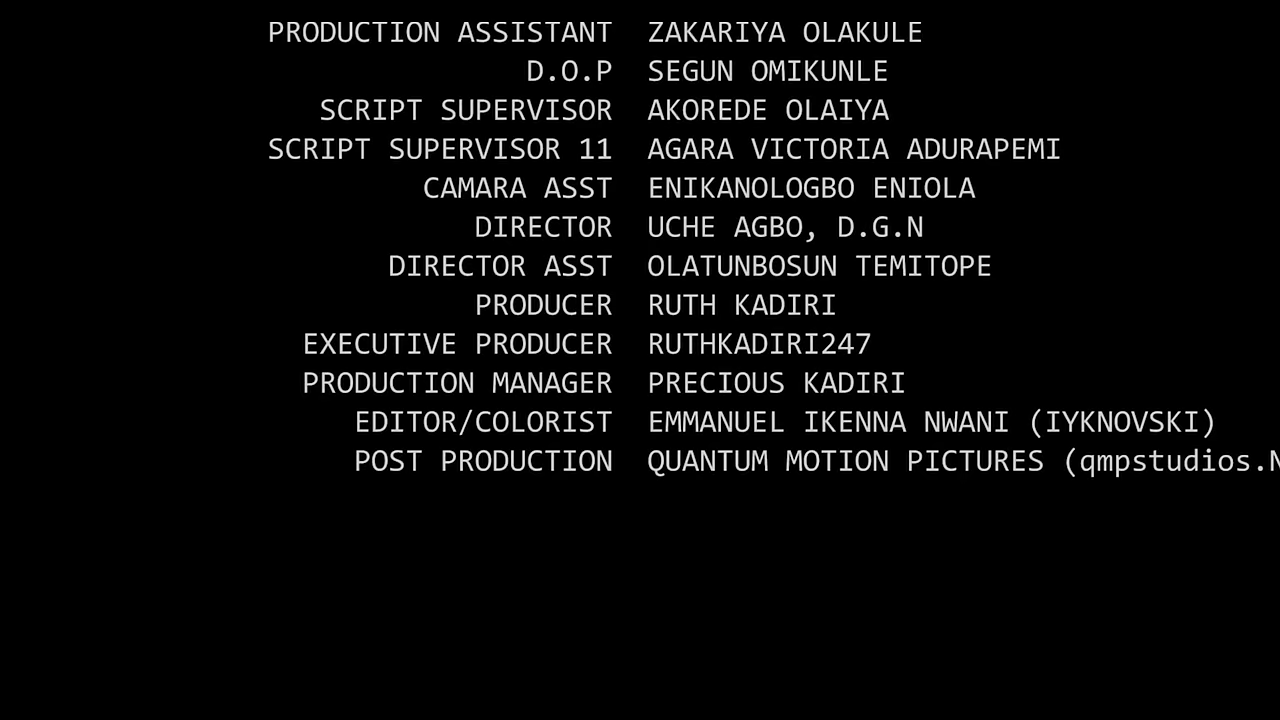 PRODUCTION ASSISTANT ZAKARIYA OLAKULE
D.O.P SEGUN OMIKUNLE
SCRIPT SUPERVISOR AKOREDE OLAIYA
SCRIPT SUPERVISOR 11 AGARA VICTORIA ADURAPEMI
CAMARA ASST ENIKANOLOGBO ENIOLA
DIRECTOR UCHE AGBO, D.G.N
DIRECTOR ASST OLATUNBOSUN TEMITOPE
PRODUCER RUTH KADIRI
EXECUTIVE PRODUCER RUTHKADIRI247
PRODUCTION MANAGER PRECIOUS KADIRI
EDITOR/COLORIST EMMANUEL IKENNA NWANI (IYKNOVSKI)
POST PRODUCTION QUANTUM MOTION PICTURES (qmpstudios.N